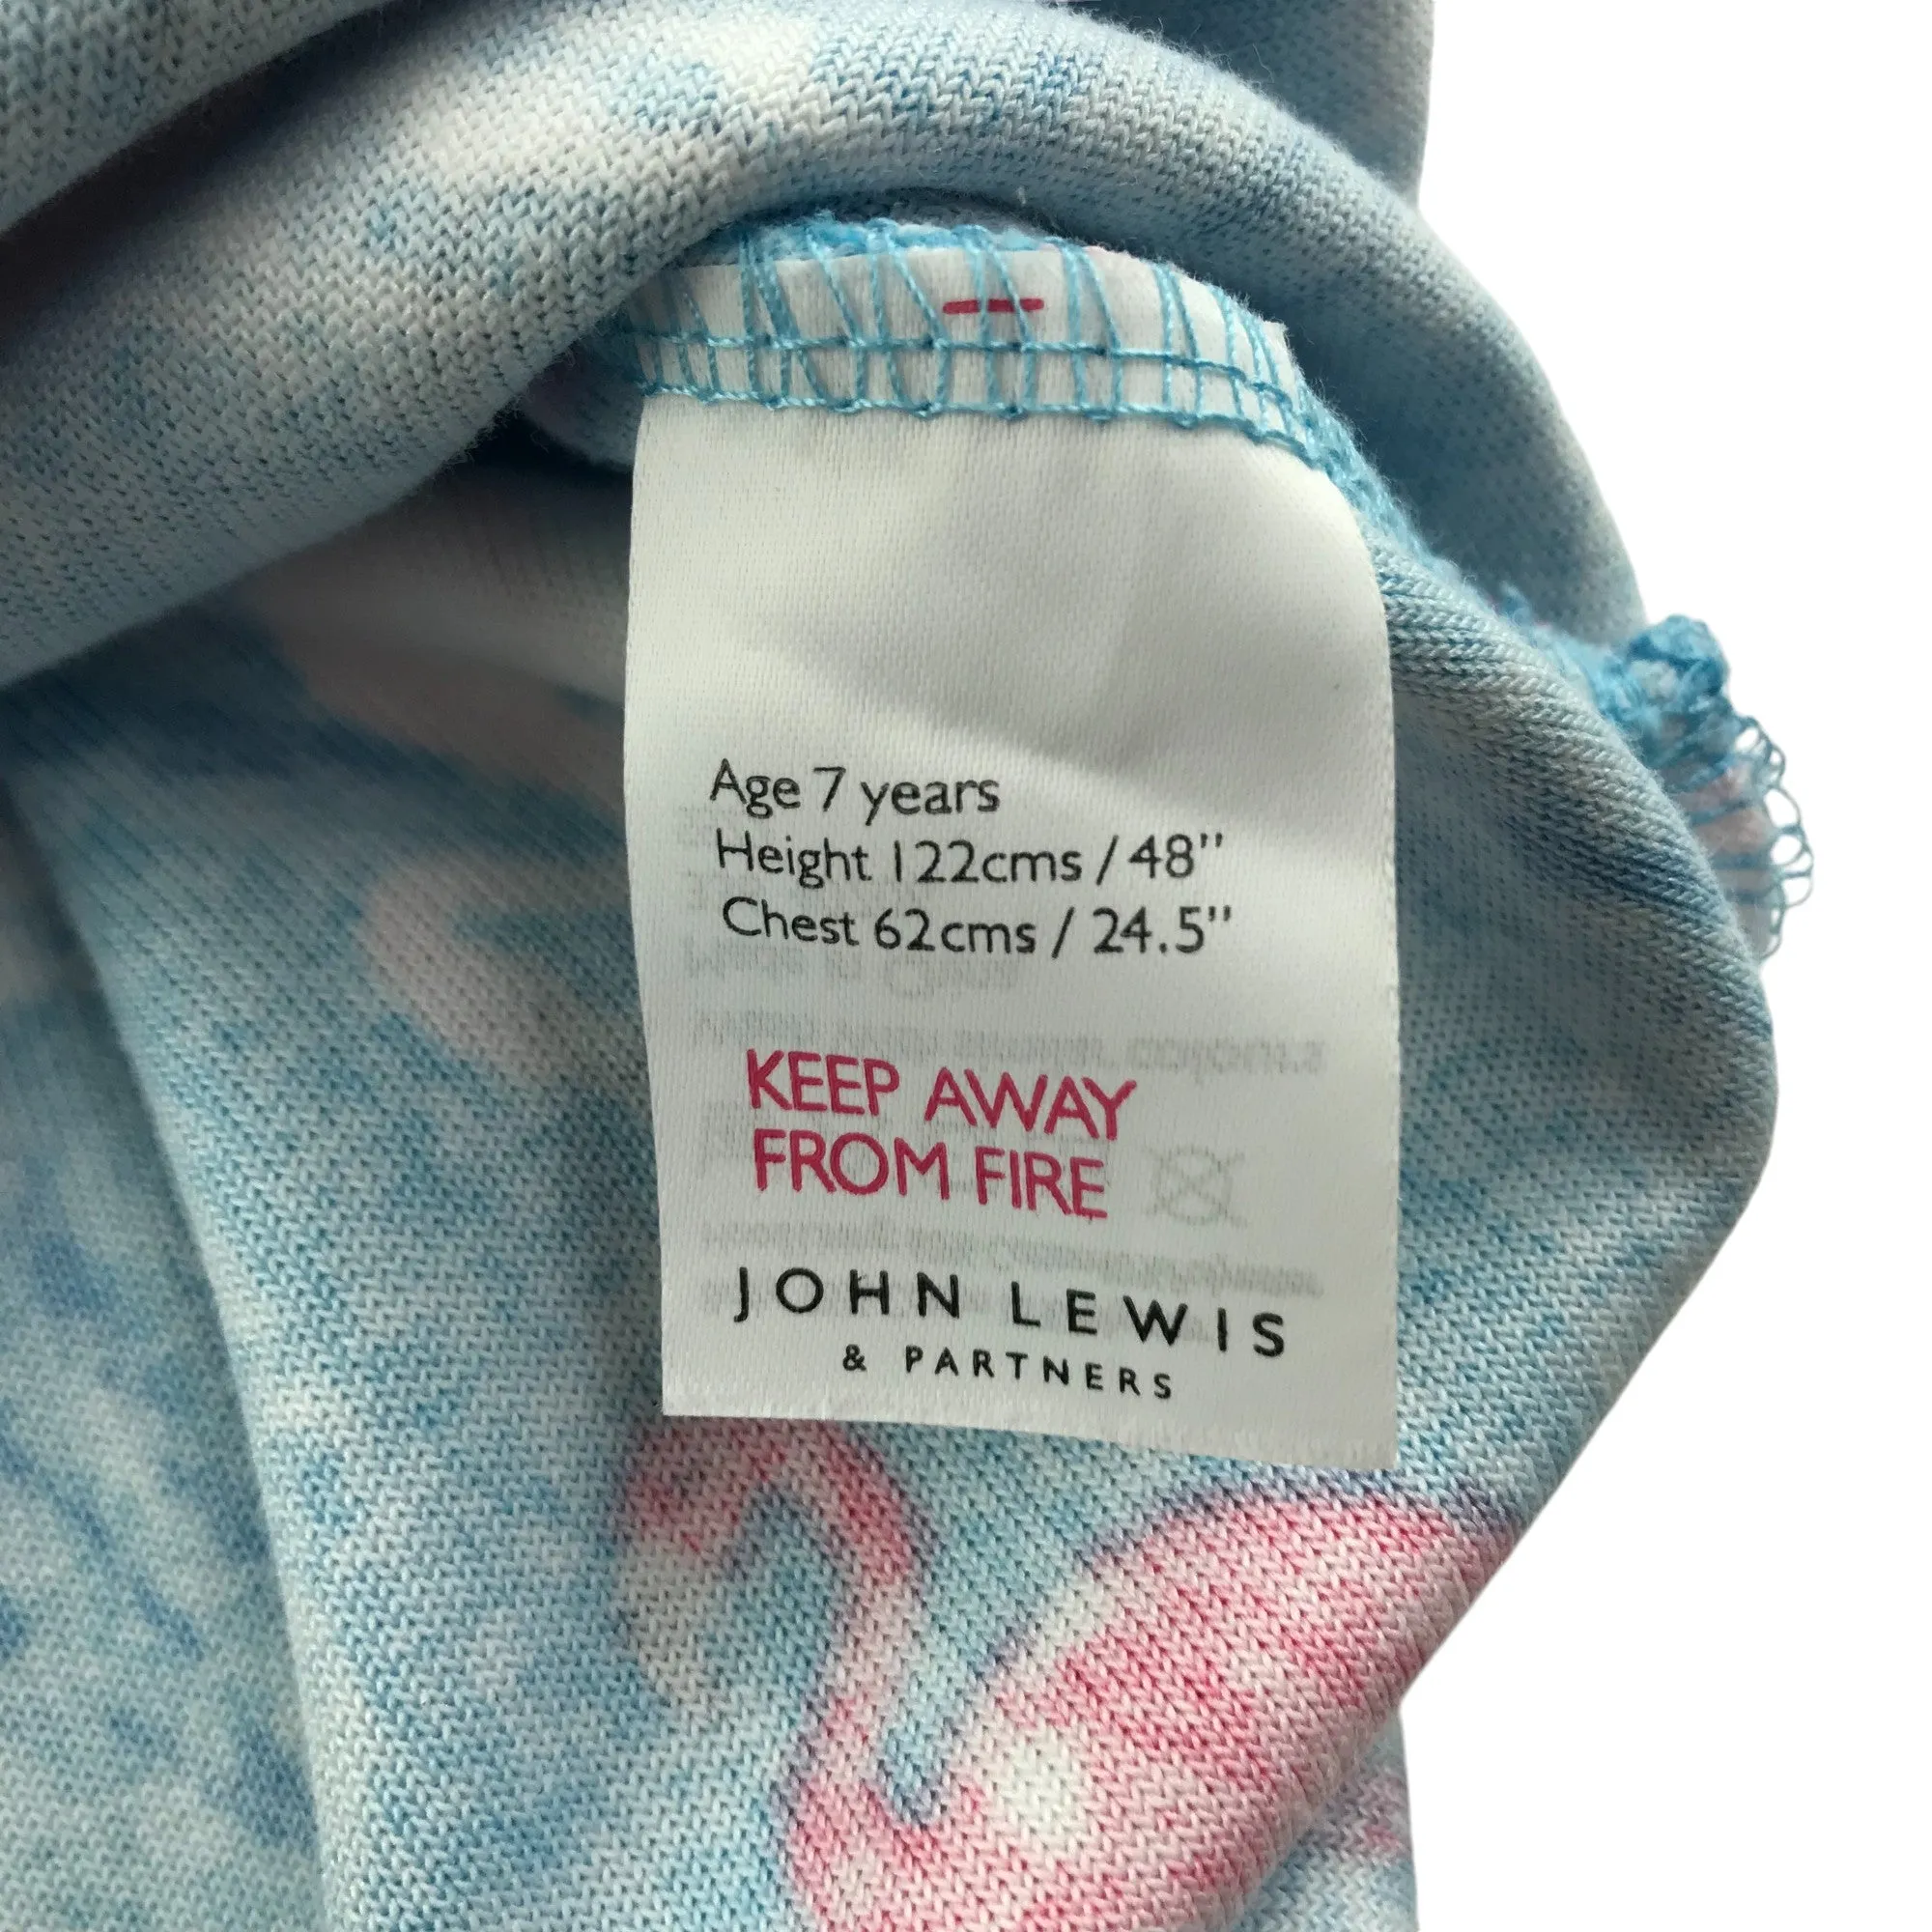 Age 7 years
Height 122cms / 48"
Chest 62cms / 24.5"
KEEP AWAY
FROM FIRE
JOHN LEWIS
& PARTNERS